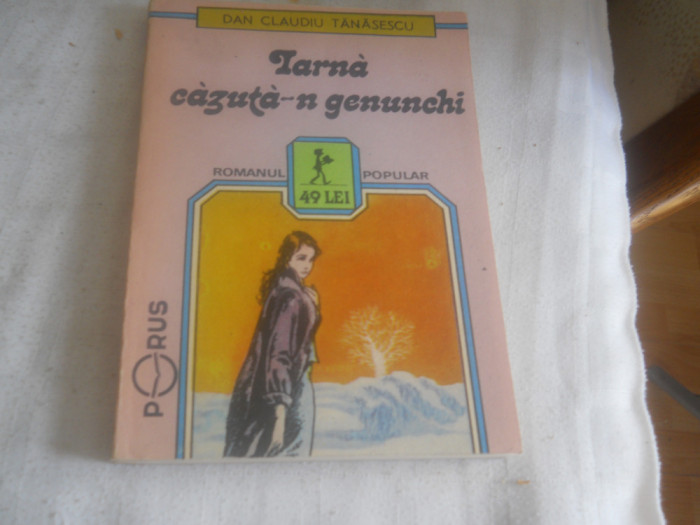 DAN CLAUDIU TĂNĂSESCU
Iarnă
căzută-n genunchi
ROMANUL POPULAR
49 LEI
PORUS